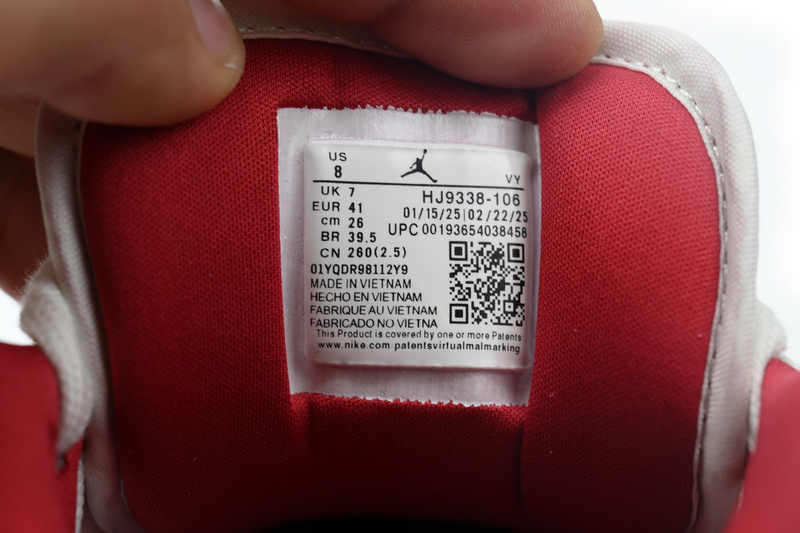 US
8
VY
UK 7
EUR 41
cm 26
BR 39.5
CN 260(2.5)
HJ9338-106
01/15/25|02/22/25
UPC 00193654038458
01YQDR98112Y9
MADE IN VIETNAM
HECHO EN VIETNAM
FABRIQUE AU VIETNAM
FABRICADO NO VIETNA
This Product is covered by one or more Patents:
www.nike.com patentsvirtualmalmarking